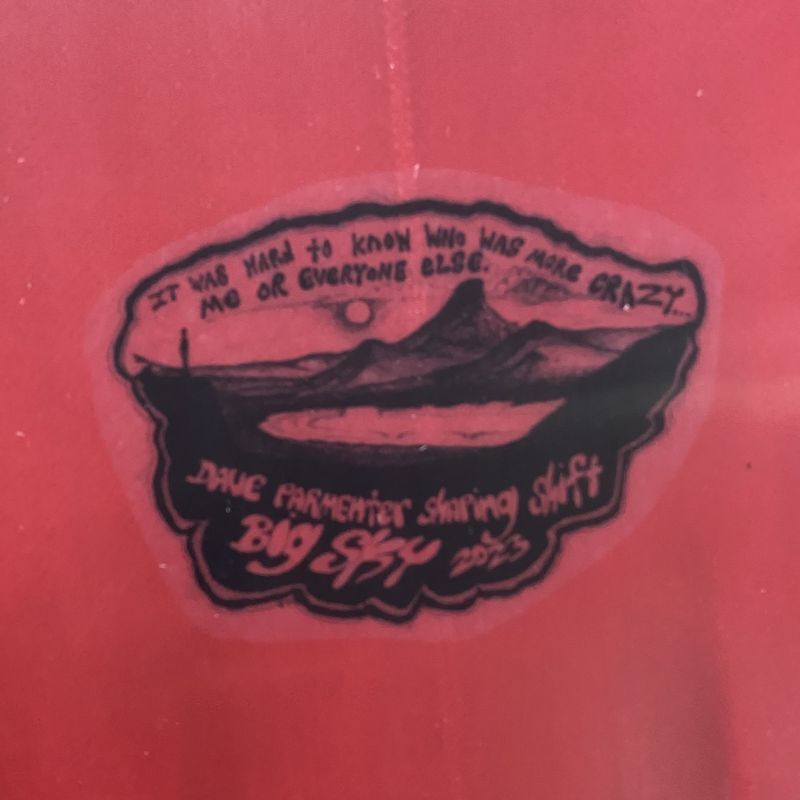 IT WAS HARD to KNOW WHO WAS MORE CRAZY...
ME OR EVERYONE ELSE.
DAVE PARMENTER SHAPING Shift
BIG SKY 2023